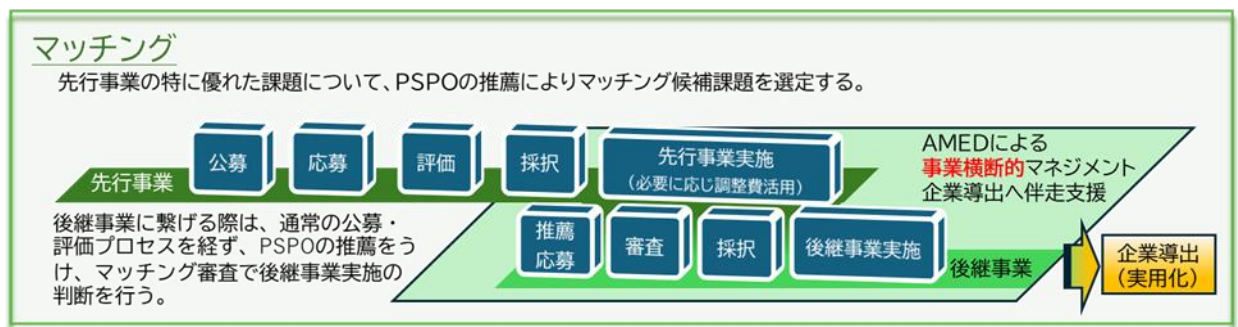 マッチング
先行事業の特に優れた課題について、PSPOの推薦によりマッチング候補課題を選定する。
公募
応募
評価
採択
先行事業実施
（必要に応じ調整費活用）
先行事業
AMEDによる
事業横断的マネジメント
企業導出へ伴走支援
後継事業に繋げる際は、通常の公募・
評価プロセスを経ず、PSPOの推薦をう
け、マッチング審査で後継事業実施の
判断を行う。
推薦
応募
審査
採択
後継事業実施
後継事業
企業導出
（実用化）